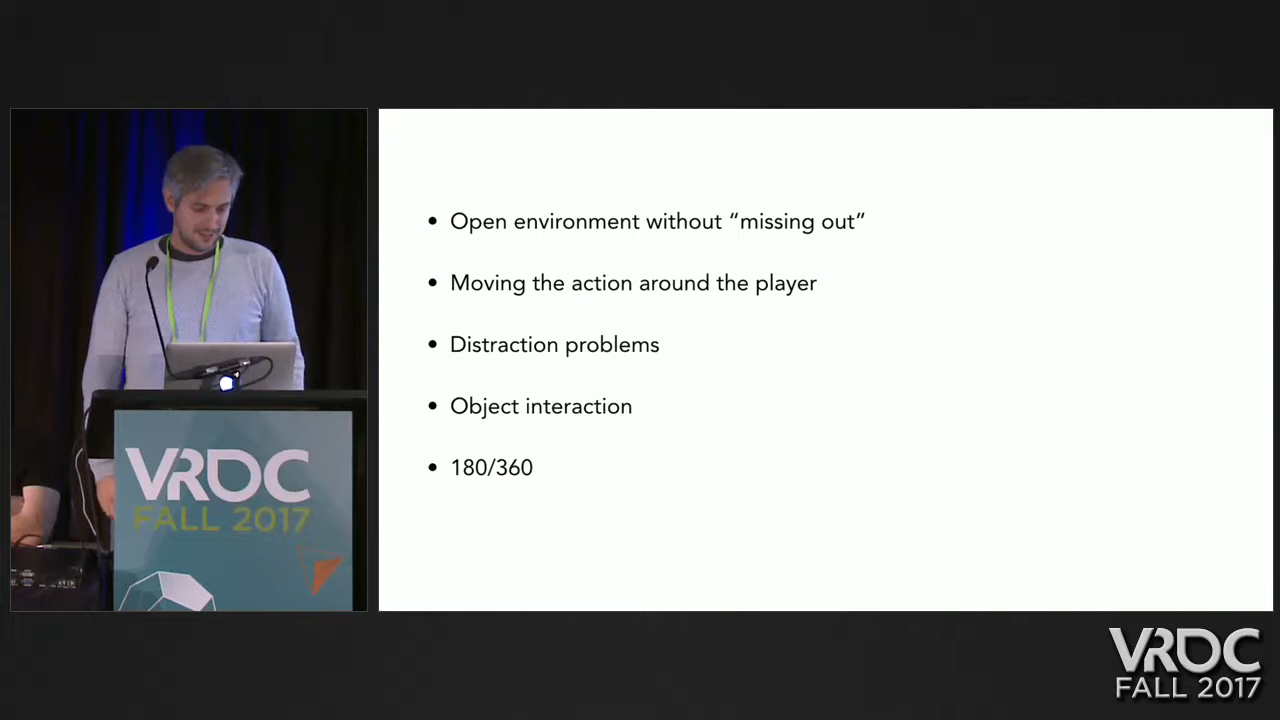 • Open environment without “missing out”
• Moving the action around the player
• Distraction problems
• Object interaction
• 180/360
VRDC
FALL 2017
VRDC
FALL 2017